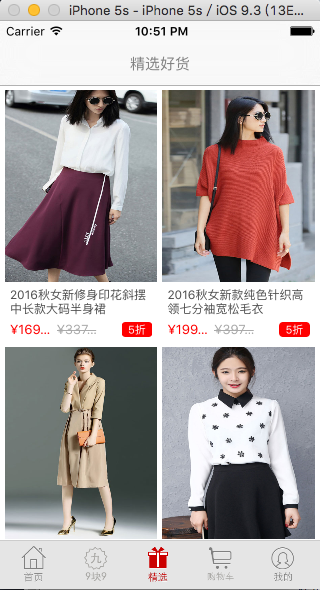 iPhone 5s - iPhone 5s / iOS 9.3 (13E...
Carrier 10:51 PM
精选好货
2016秋女新修身印花斜摆
中长款大码半身裙
¥169... ¥337... 5折
2016秋女新款纯色针织高
领七分袖宽松毛衣
¥199... ¥397... 5折
九
首页 9块9 精选 购物车 我的